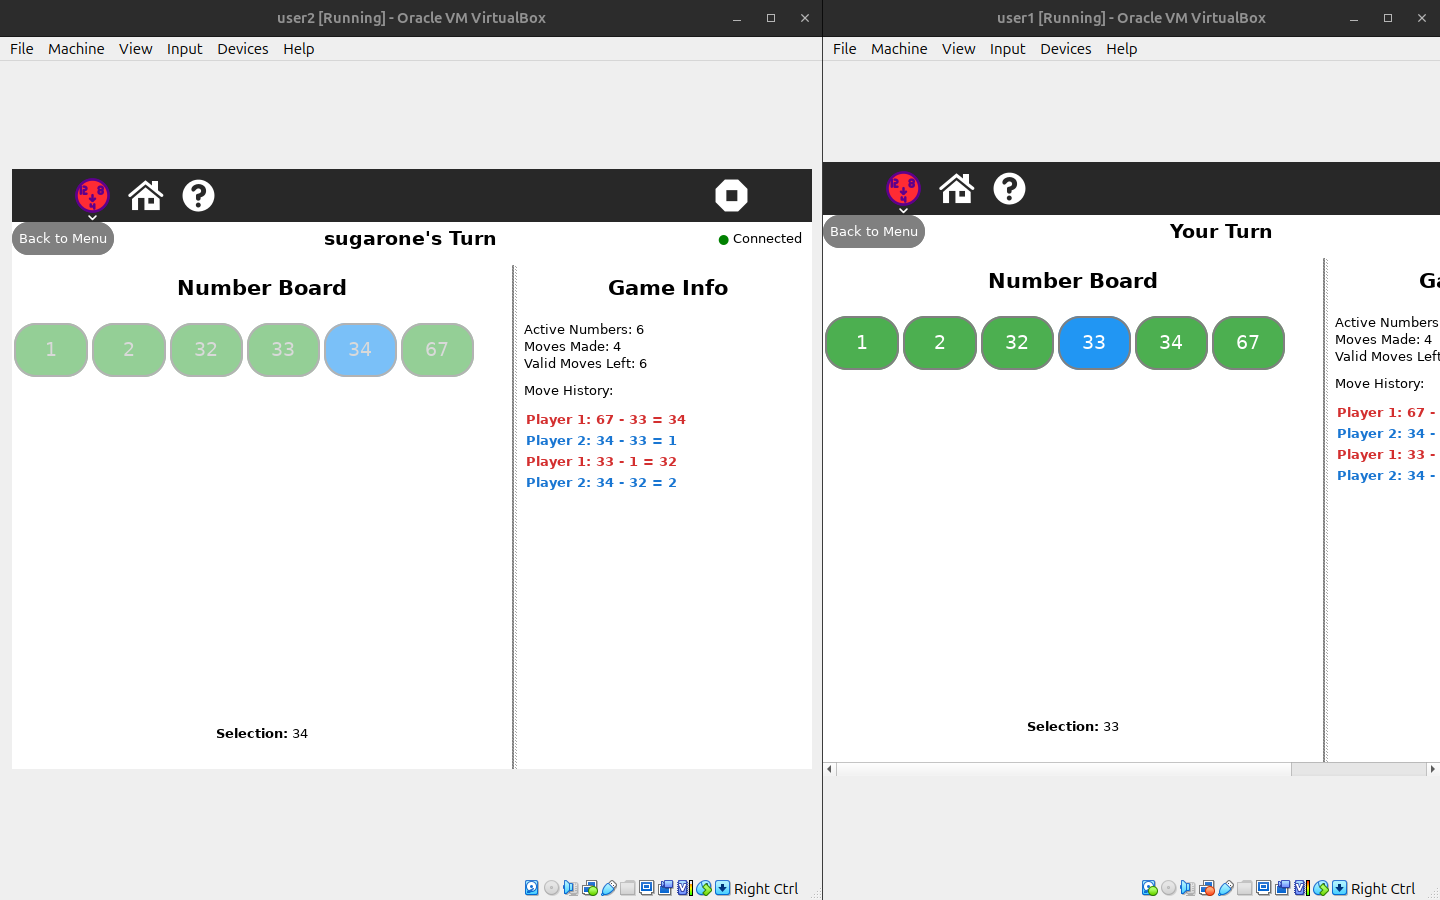 user2 [Running] - Oracle VM VirtualBox
File Machine View Input Devices Help
12 8
4
Back to Menu
sugarone's Turn
Connected
Number Board
1 2 32 33 34 67
Selection: 34
Game Info
Active Numbers: 6
Moves Made: 4
Valid Moves Left: 6
Move History:
Player 1: 67 - 33 = 34
Player 2: 34 - 33 = 1
Player 1: 33 - 1 = 32
Player 2: 34 - 32 = 2
Right Ctrl
user1 [Running] - Oracle VM VirtualBox
File Machine View Input Devices Help
12 8
4
Back to Menu
Your Turn
Number Board
1 2 32 33 34 67
Selection: 33
Ga
Active Numbers
Moves Made: 4
Valid Moves Left
Move History:
Player 1: 67 -
Player 2: 34 -
Player 1: 33 -
Player 2: 34 -
Right Ctrl